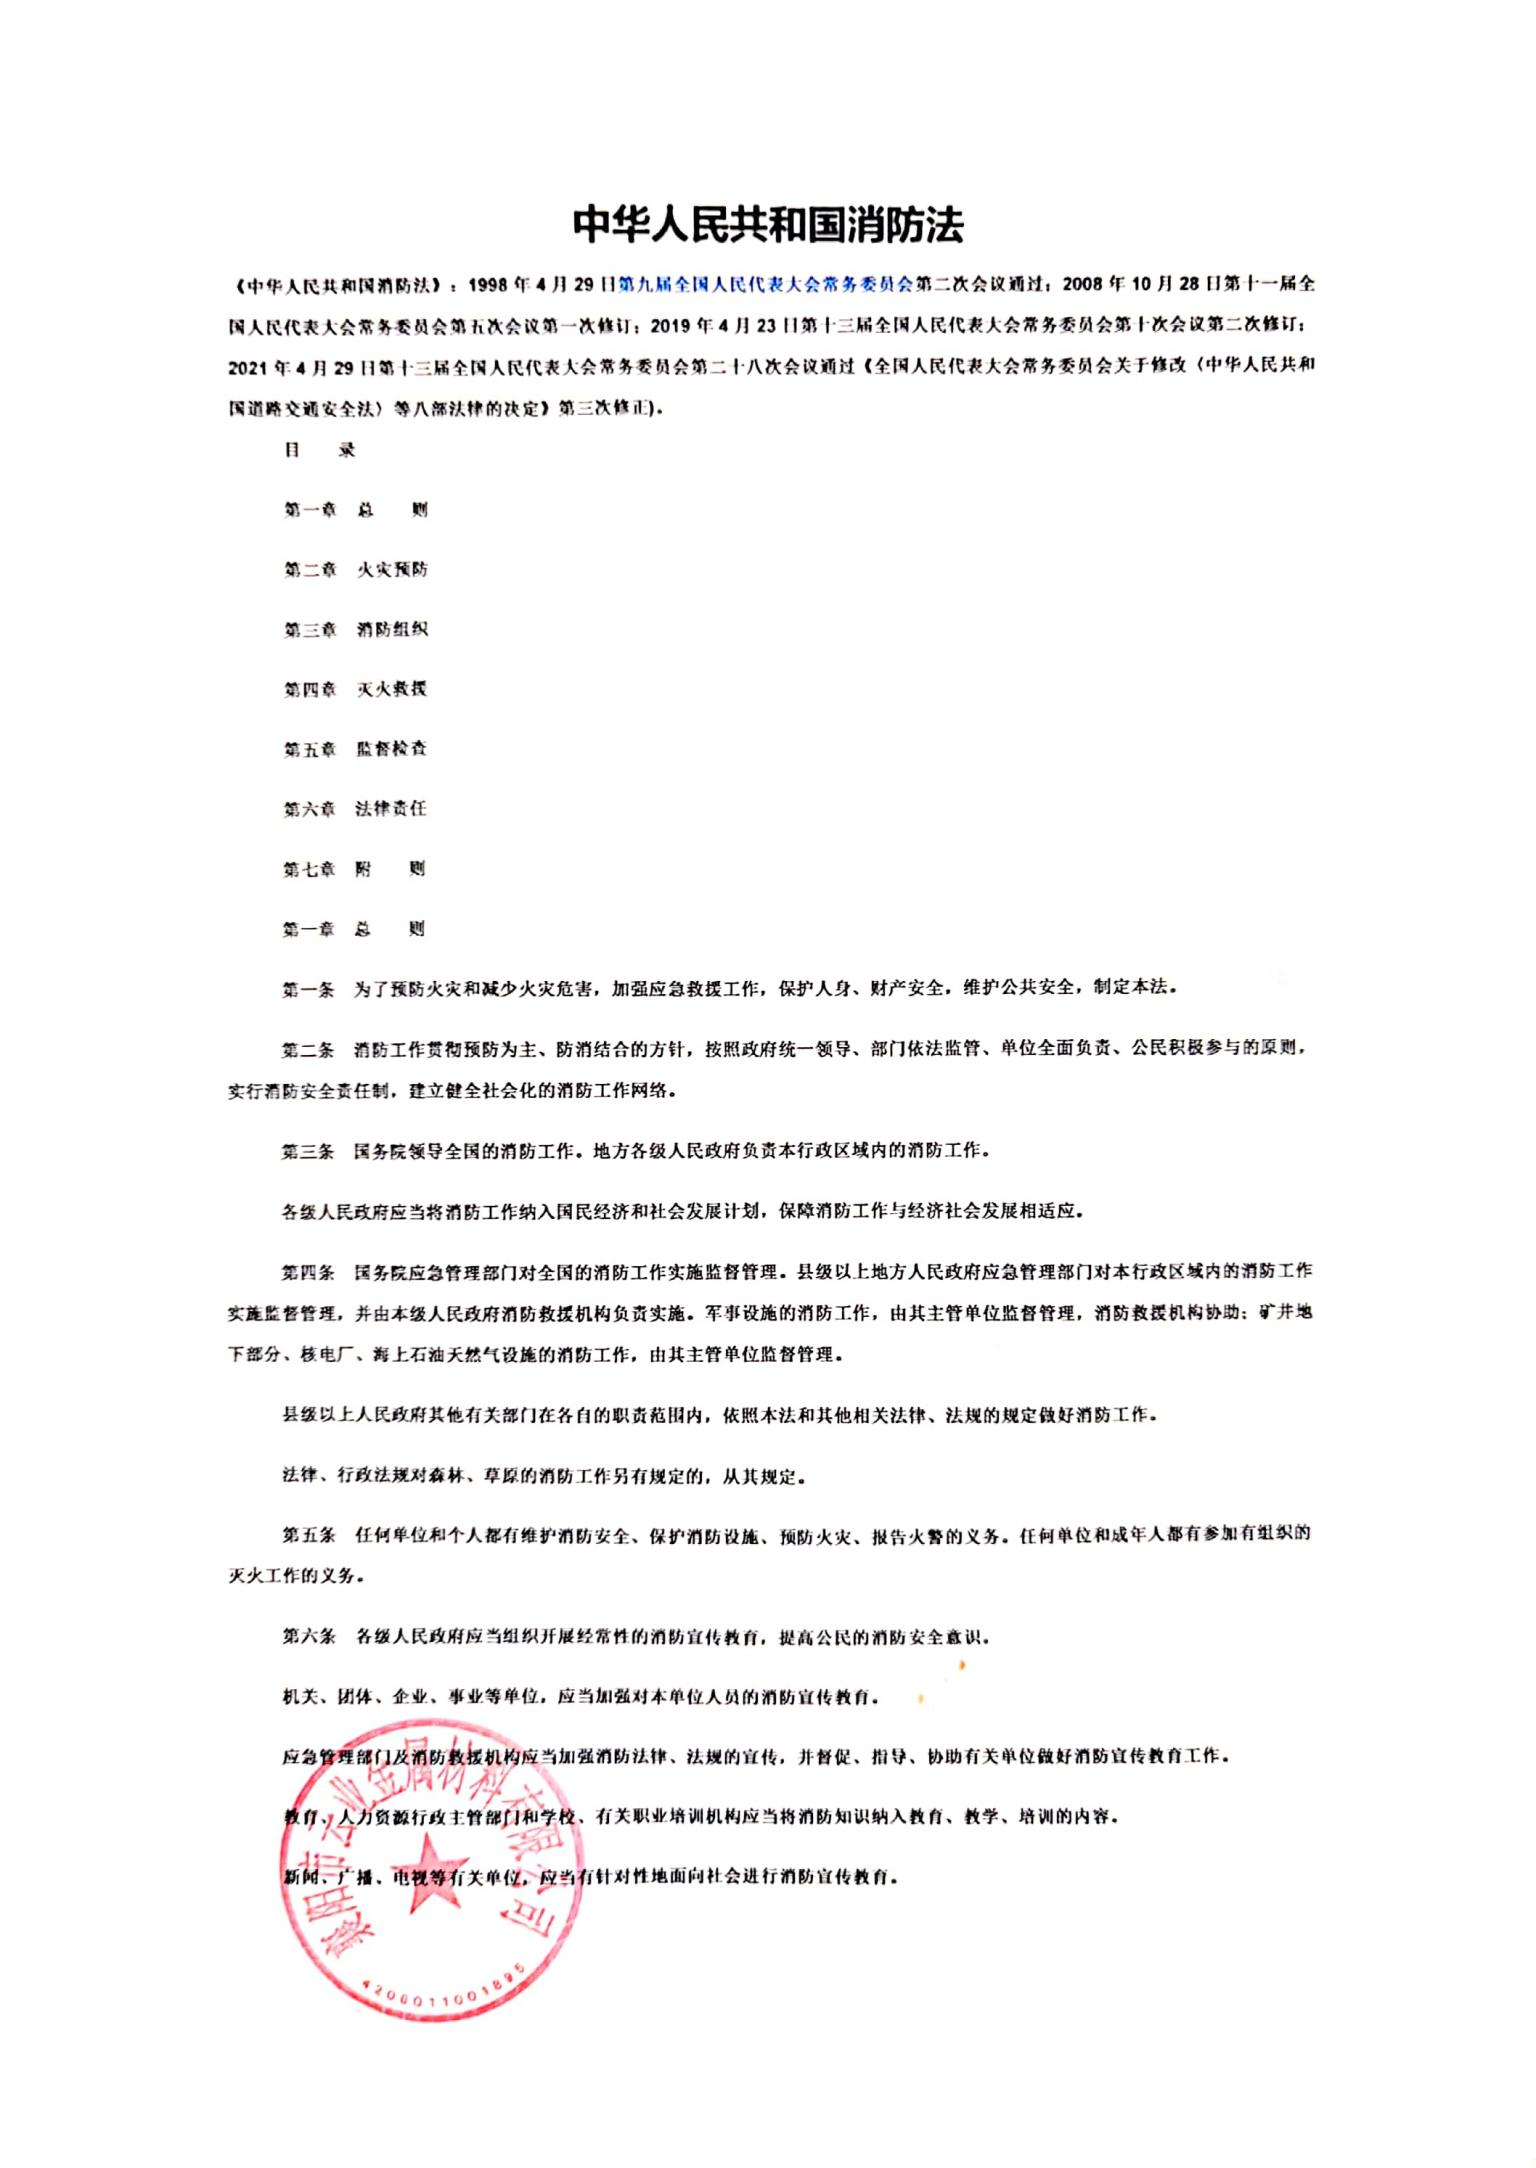 中华人民共和国消防法
《中华人民共和国消防法》：1998 年 4 月 29 日第九届全国人民代表大会常务委员会第二次会议通过；2008 年 10 月 28 日第十一届全
国人民代表大会常务委员会第五次会议第一次修订；2019 年 4 月 23 日第十三届全国人民代表大会常务委员会第十次会议第二次修订；
2021 年 4 月 29 日第十三届全国人民代表大会常务委员会第二十八次会议通过《全国人民代表大会常务委员会关于修改〈中华人民共和
国道路交通安全法〉等八部法律的决定》第三次修正)。
目　录
第一章　总　则
第二章　火灾预防
第三章　消防组织
第四章　灭火救援
第五章　监督检查
第六章　法律责任
第七章　附　则
第一章　总　则
第一条　为了预防火灾和减少火灾危害，加强应急救援工作，保护人身、财产安全，维护公共安全，制定本法。
第二条　消防工作贯彻预防为主、防消结合的方针，按照政府统一领导、部门依法监管、单位全面负责、公民积极参与的原则，
实行消防安全责任制，建立健全社会化的消防工作网络。
第三条　国务院领导全国的消防工作。地方各级人民政府负责本行政区域内的消防工作。
各级人民政府应当将消防工作纳入国民经济和社会发展计划，保障消防工作与经济社会发展相适应。
第四条　国务院应急管理部门对全国的消防工作实施监督管理。县级以上地方人民政府应急管理部门对本行政区域内的消防工作
实施监督管理，并由本级人民政府消防救援机构负责实施。军事设施的消防工作，由其主管单位监督管理，消防救援机构协助；矿井地
下部分、核电厂、海上石油天然气设施的消防工作，由其主管单位监督管理。
县级以上人民政府其他有关部门在各自的职责范围内，依照本法和其他相关法律、法规的规定做好消防工作。
法律、行政法规对森林、草原的消防工作另有规定的，从其规定。
第五条　任何单位和个人都有维护消防安全、保护消防设施、预防火灾、报告火警的义务。任何单位和成年人都有参加有组织的
灭火工作的义务。
第六条　各级人民政府应当组织开展经常性的消防宣传教育，提高公民的消防安全意识。
机关、团体、企业、事业等单位，应当加强对本单位人员的消防宣传教育。
应急管理部门及消防救援机构应当加强消防法律、法规的宣传，并督促、指导、协助有关单位做好消防宣传教育工作。
教育、人力资源行政主管部门和学校、有关职业培训机构应当将消防知识纳入教育、教学、培训的内容。
新闻、广播、电视等有关单位，应当有针对性地面向社会进行消防宣传教育。
襄阳市云业金属材料有限公司
4206011001895